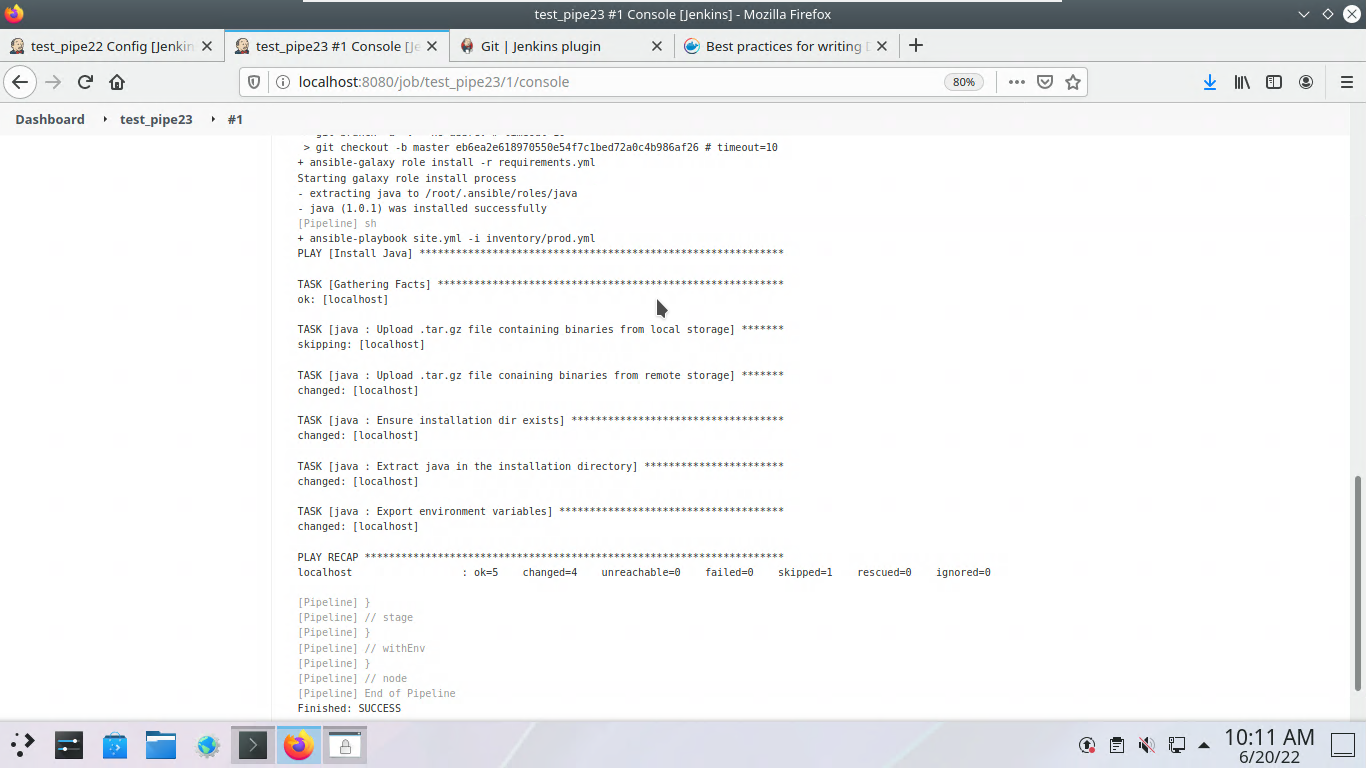 test_pipe23 #1 Console [Jenkins] - Mozilla Firefox
test_pipe22 Config [Jenkin
test_pipe23 #1 Console [Je
Git | Jenkins plugin
Best practices for writing D
localhost:8080/job/test_pipe23/1/console
80%
Dashboard
test_pipe23
#1
> git checkout -b master eb6ea2e618970550e54f7c1bed72a0c4b986af26 # timeout=10
+ ansible-galaxy role install -r requirements.yml
Starting galaxy role install process
- extracting java to /root/.ansible/roles/java
- java (1.0.1) was installed successfully
[Pipeline] sh
+ ansible-playbook site.yml -i inventory/prod.yml
PLAY [Install Java] ************************************************************
TASK [Gathering Facts] *********************************************************
ok: [localhost]
TASK [java : Upload .tar.gz file containing binaries from local storage] *******
skipping: [localhost]
TASK [java : Upload .tar.gz file conaining binaries from remote storage] *******
changed: [localhost]
TASK [java : Ensure installation dir exists] ***********************************
changed: [localhost]
TASK [java : Extract java in the installation directory] ***********************
changed: [localhost]
TASK [java : Export environment variables] *************************************
changed: [localhost]
PLAY RECAP *********************************************************************
localhost : ok=5 changed=4 unreachable=0 failed=0 skipped=1 rescued=0 ignored=0
[Pipeline] }
[Pipeline] // stage
[Pipeline] }
[Pipeline] // withEnv
[Pipeline] }
[Pipeline] // node
[Pipeline] End of Pipeline
Finished: SUCCESS
10:11 AM
6/20/22